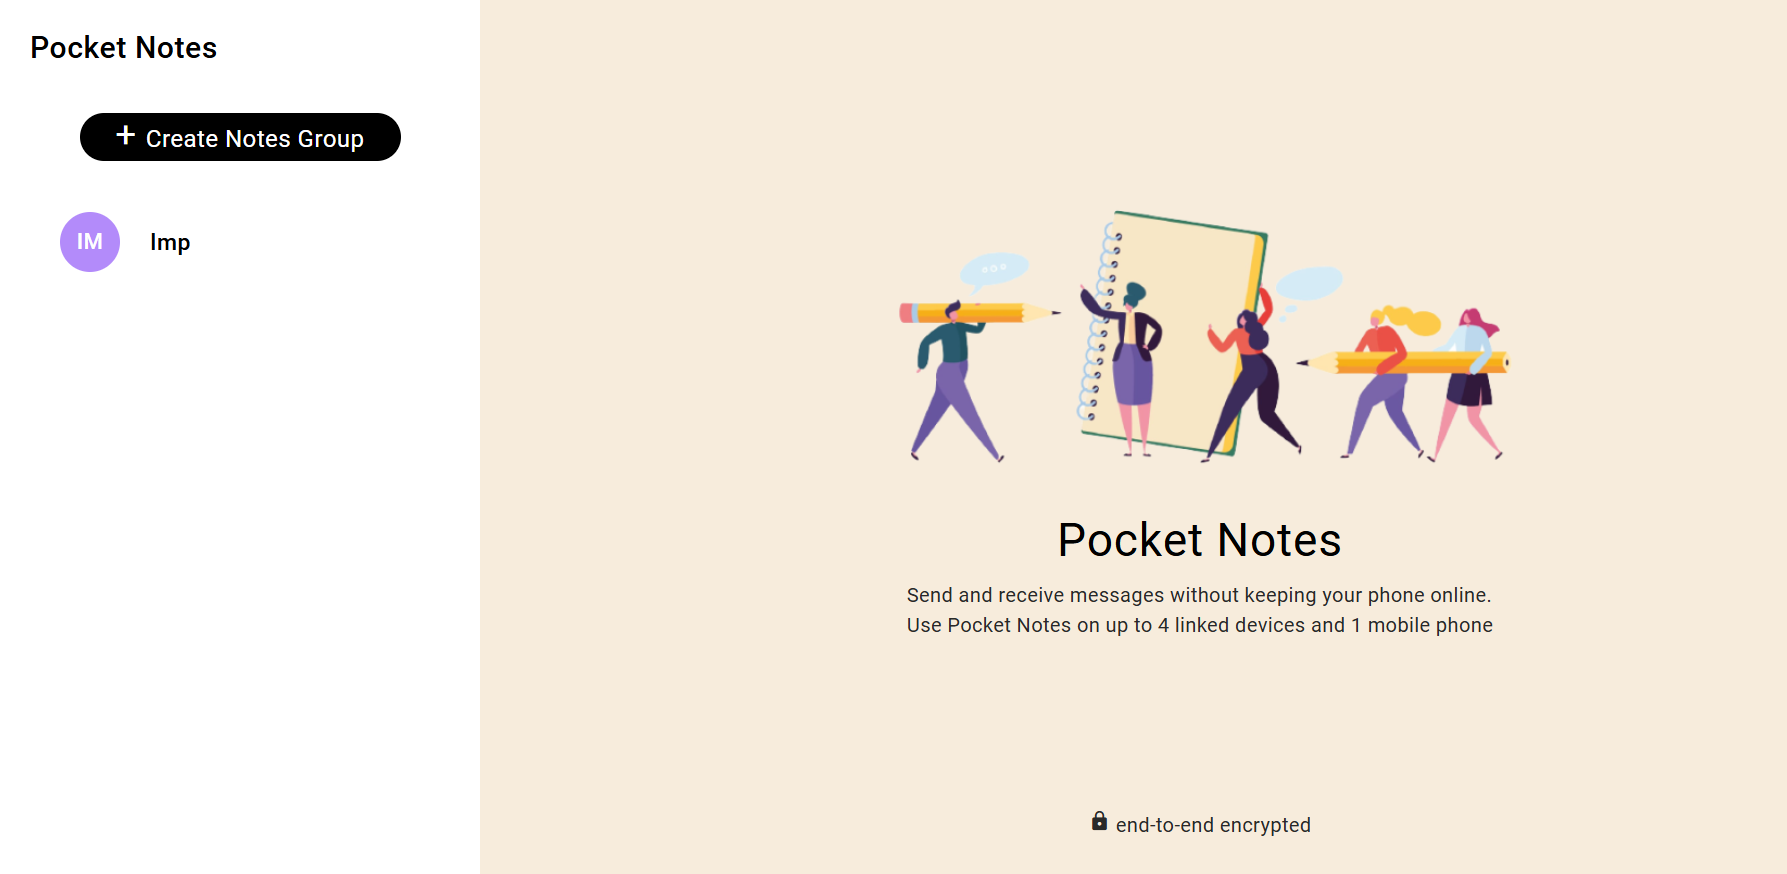 Pocket Notes
+ Create Notes Group
IM Imp
Pocket Notes
Send and receive messages without keeping your phone online.
Use Pocket Notes on up to 4 linked devices and 1 mobile phone
end-to-end encrypted